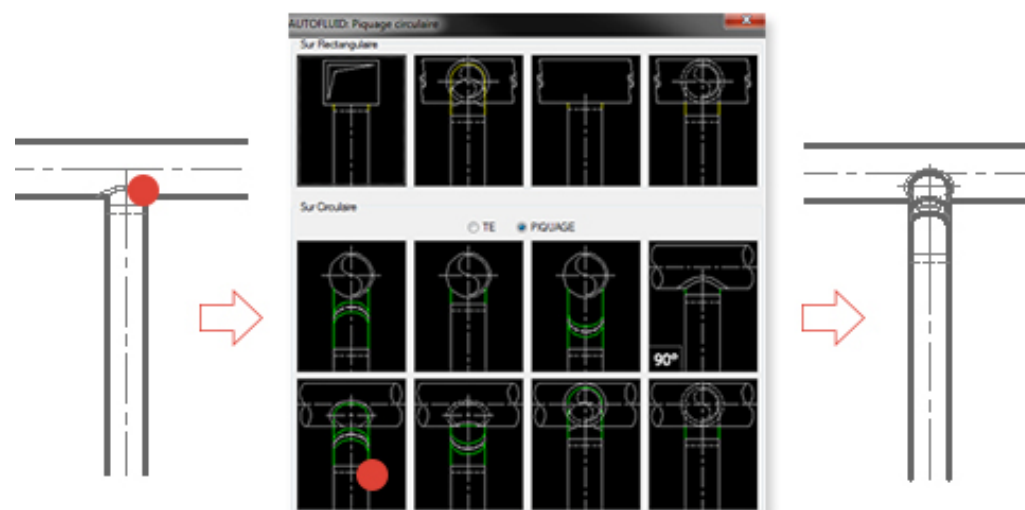 AUTOFLUID: Piquage circulaire
Sur Rectangulaire
Sur Circulaire
TE PIQUAGE
90°